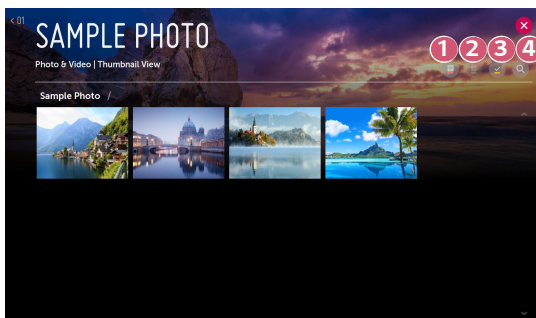 < 01
SAMPLE PHOTO
1 2 3 4
Photo & Video | Thumbnail View
Sample Photo /